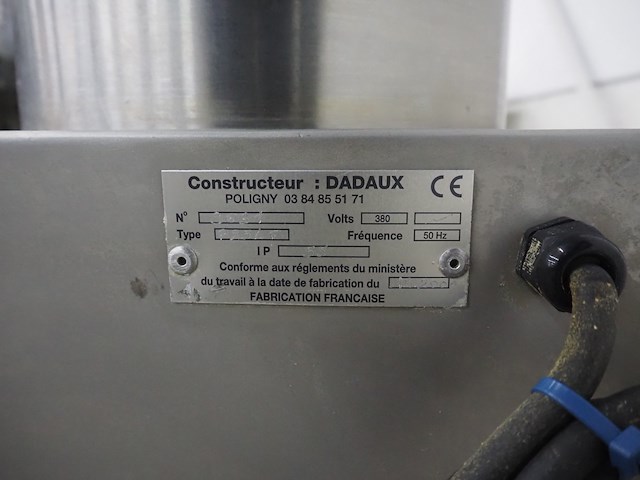 Constructeur : DADAUX CE
POLIGNY 03 84 85 51 71
N° Volts 380
Type Fréquence 50 Hz
IP
Conforme aux réglements du ministère
du travail à la date de fabrication du
FABRICATION FRANCAISE